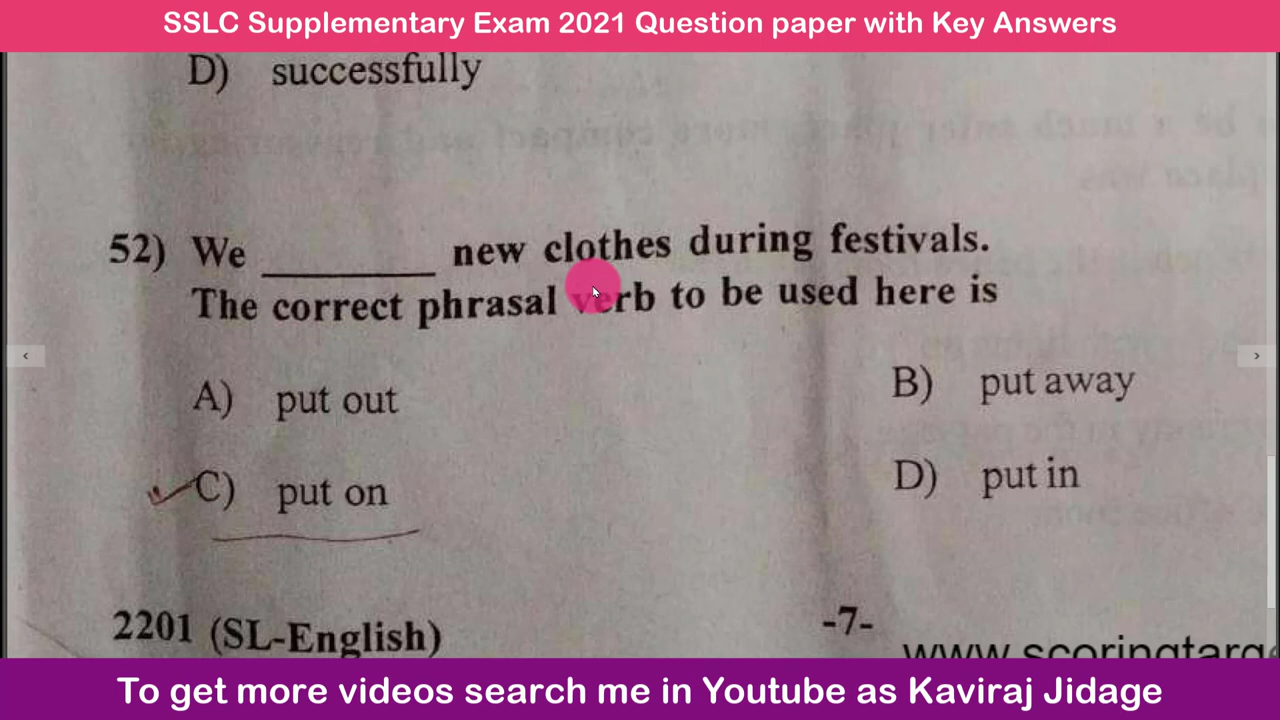 SSLC Supplementary Exam 2021 Question paper with Key Answers
D) successfully
52) We ________ new clothes during festivals.
The correct phrasal verb to be used here is
A) put out
B) put away
C) put on
D) put in
2201 (SL-English)
-7-
To get more videos search me in Youtube as Kaviraj Jidage